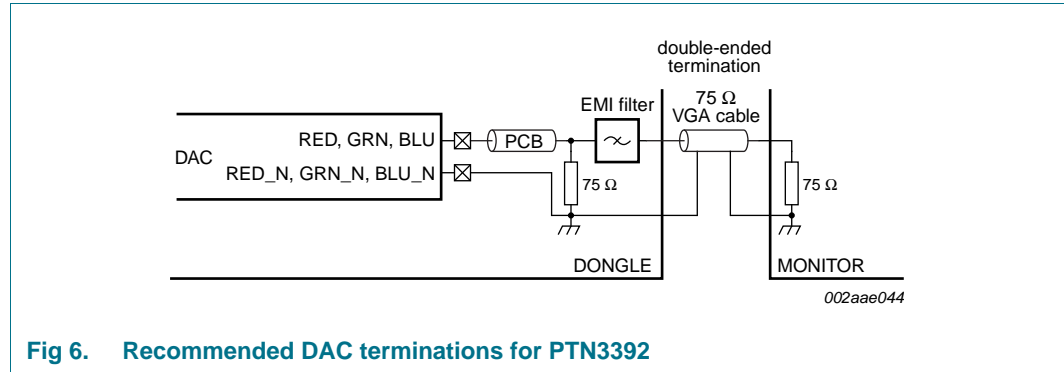 double-ended
termination
EMI filter
75 Ω
VGA cable
RED, GRN, BLU
PCB
DAC
RED_N, GRN_N, BLU_N
75 Ω
75 Ω
DONGLE
MONITOR
002aae044
Fig 6. Recommended DAC terminations for PTN3392